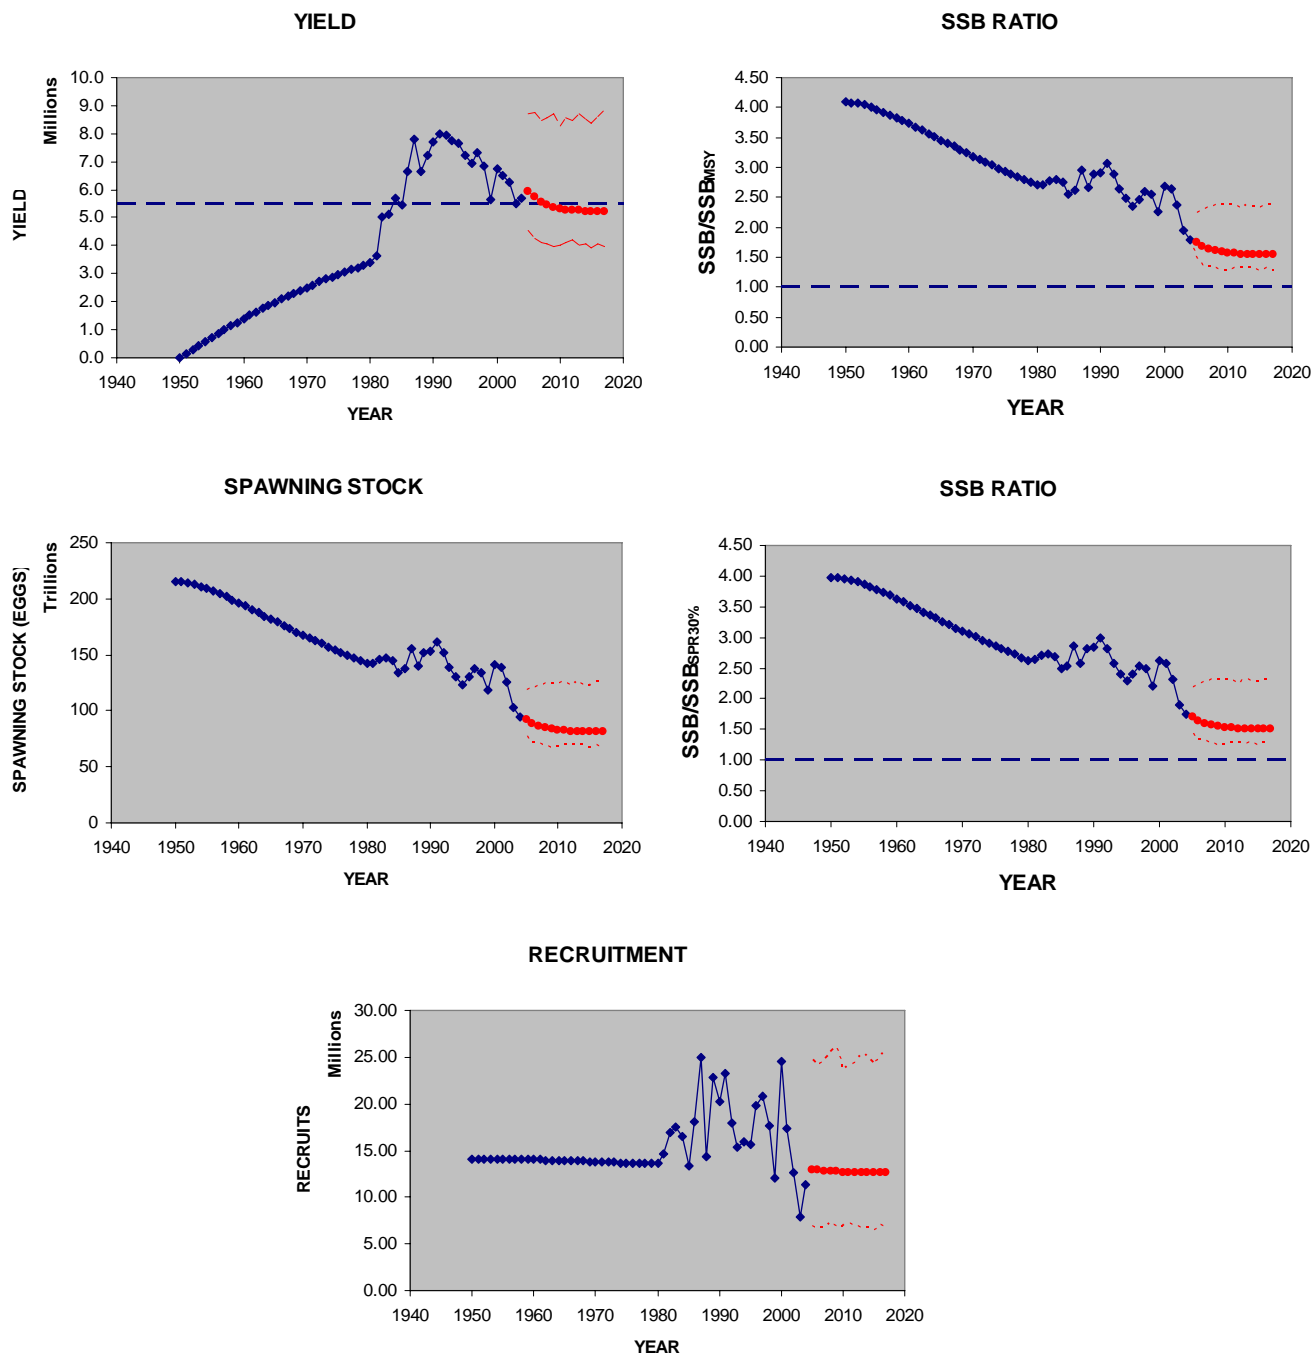 YIELD
Millions
YIELD
10.0
9.0
8.0
7.0
6.0
5.0
4.0
3.0
2.0
1.0
0.0
1940 1950 1960 1970 1980 1990 2000 2010 2020
YEAR
SSB RATIO
SSB/SSBMSY
4.50
4.00
3.50
3.00
2.50
2.00
1.50
1.00
0.50
0.00
1940 1950 1960 1970 1980 1990 2000 2010 2020
YEAR
SPAWNING STOCK
SPAWNING STOCK (EGGS)
Trillions
250
200
150
100
50
0
1940 1950 1960 1970 1980 1990 2000 2010 2020
YEAR
SSB RATIO
SSB/SSBSPR30%
4.50
4.00
3.50
3.00
2.50
2.00
1.50
1.00
0.50
0.00
1940 1950 1960 1970 1980 1990 2000 2010 2020
YEAR
RECRUITMENT
RECRUITS
Millions
30.00
25.00
20.00
15.00
10.00
5.00
0.00
1940 1950 1960 1970 1980 1990 2000 2010 2020
YEAR